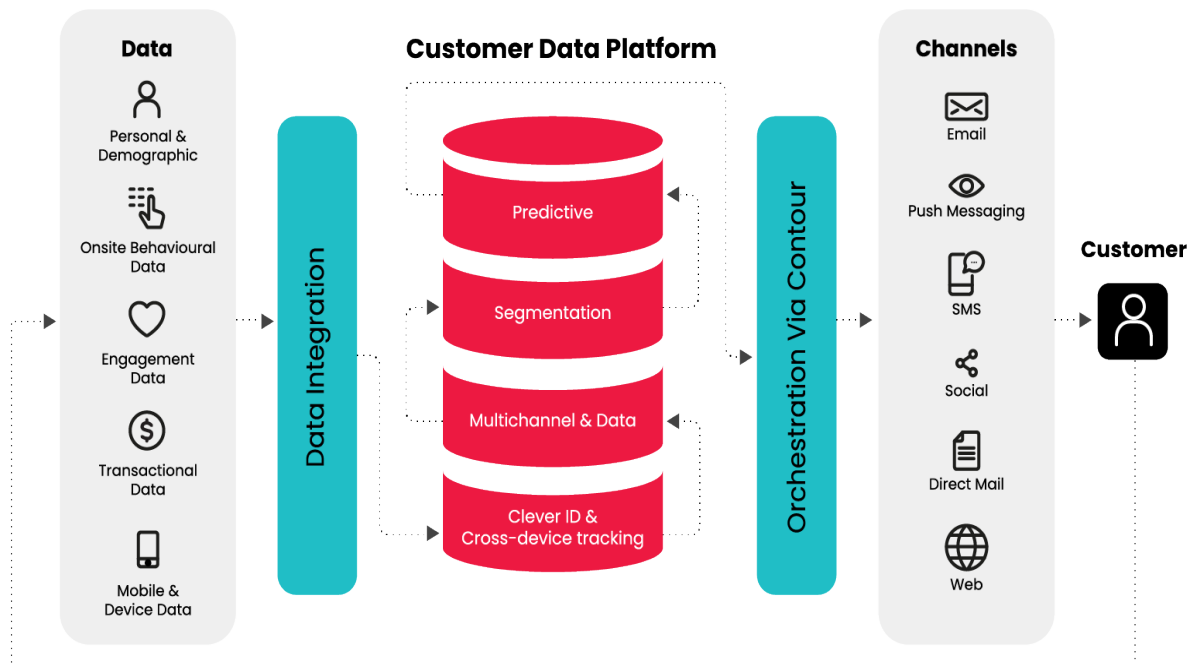 Data
Personal &
Demographic
Onsite Behavioural
Data
Engagement
Data
Transactional
Data
Mobile &
Device Data
Data Integration
Customer Data Platform
Predictive
Segmentation
Multichannel & Data
Clever ID &
Cross-device tracking
Orchestration Via Contour
Channels
Email
Push Messaging
SMS
Social
Direct Mail
Web
Customer
$